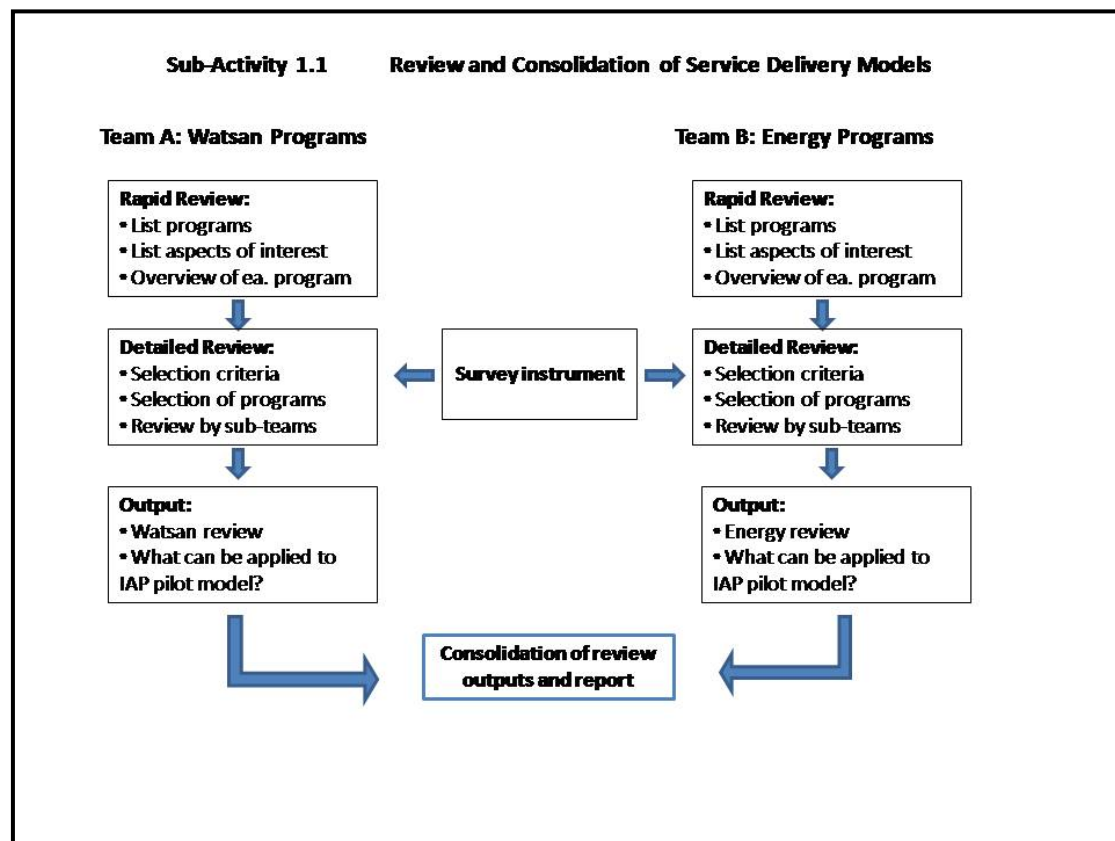 Sub-Activity 1.1 Review and Consolidation of Service Delivery Models
Team A: Watsan Programs
Rapid Review:
• List programs
• List aspects of interest
• Overview of ea. program
Detailed Review:
• Selection criteria
• Selection of programs
• Review by sub-teams
Output:
• Watsan review
• What can be applied to
IAP pilot model?
Survey instrument
Team B: Energy Programs
Rapid Review:
• List programs
• List aspects of interest
• Overview of ea. program
Detailed Review:
• Selection criteria
• Selection of programs
• Review by sub-teams
Output:
• Energy review
• What can be applied to
IAP pilot model?
Consolidation of review
outputs and report